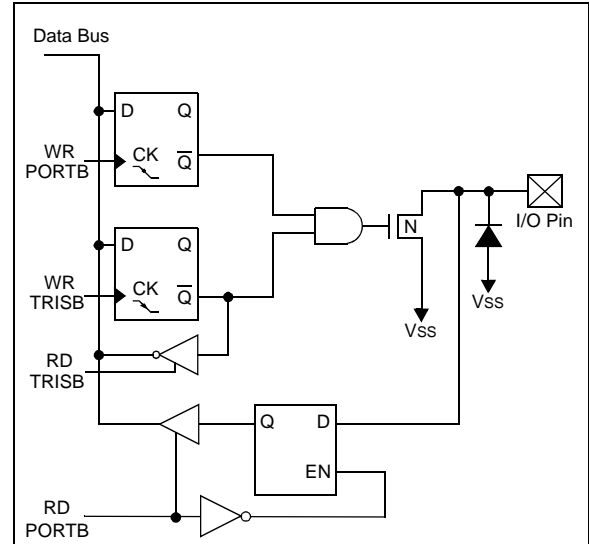 Data Bus
D Q
WR
PORTB
CK
Q̅
N
I/O Pin
D Q
Vss
Vss
WR
TRISB
CK
Q̅
RD
TRISB
Q D
EN
RD
PORTB